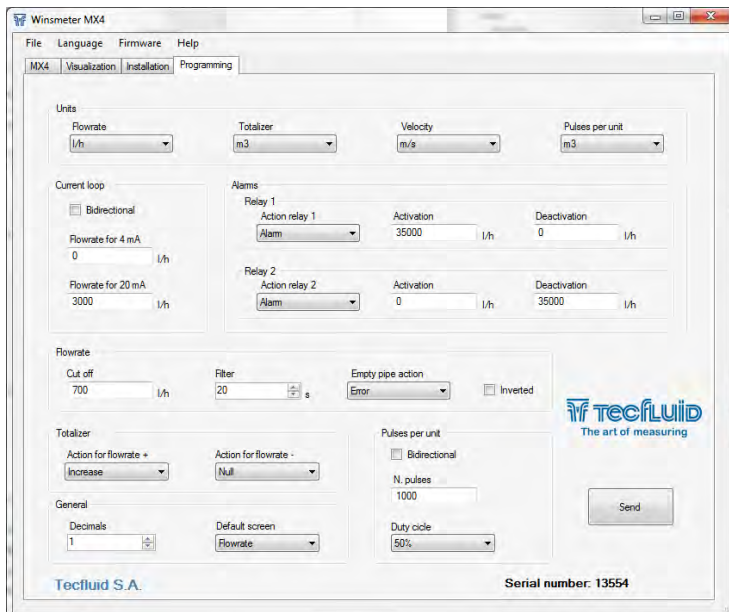 Winsmeter MX4
File Language Firmware Help
MX4 Visualization Installation Programming
Units
Flowrate Totalizer Velocity Pulses per unit
l/h m3 m/s m3
Current loop
Bidirectional
Flowrate for 4 mA
0 l/h
Flowrate for 20 mA
3000 l/h
Alarms
Relay 1
Action relay 1 Activation Deactivation
Alarm 35000 l/h 0 l/h
Relay 2
Action relay 2 Activation Deactivation
Alarm 0 l/h 35000 l/h
Flowrate
Cut off Filter Empty pipe action
700 l/h 20 s Error Inverted
TECFLUID
The art of measuring
Totalizer
Action for flowrate + Action for flowrate -
Increase Null
General
Decimals Default screen
1 Flowrate
Pulses per unit
Bidirectional
N. pulses
1000
Duty cicle
50%
Send
Tecfluid S.A.
Serial number: 13554